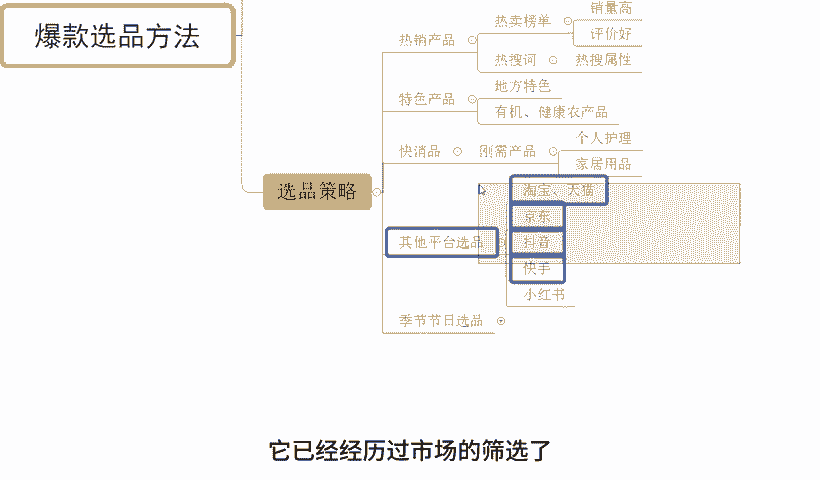 爆款选品方法
选品策略
热销产品
热卖榜单
销量高
评价好
热搜词
热搜属性
特色产品
地方特色
有机、健康农产品
快消品
刚需产品
个人护理
家居用品
其他平台选品
淘宝、天猫
京东
抖音
快手
小红书
季节节日选品
它已经经历过市场的筛选了